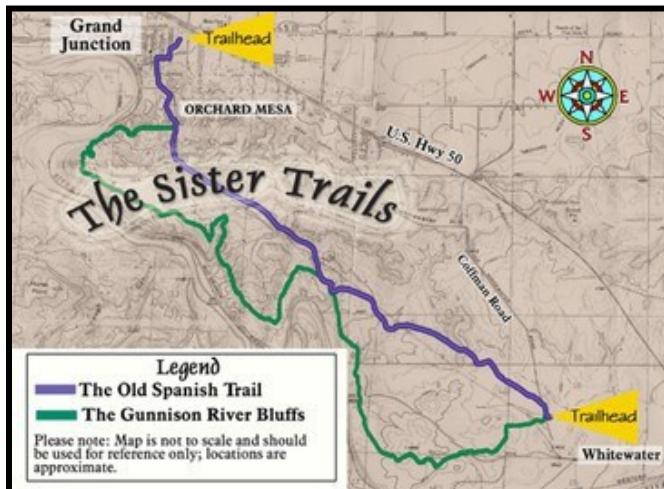 Grand
Junction
Trailhead
N
W
E
S
ORCHARD MESA
U.S. Hwy 50
The Sister Trails
Coffman Road
Legend
The Old Spanish Trail
The Gunnison River Bluffs
Please note: Map is not to scale and should
be used for reference only; locations are
approximate.
Trailhead
Whitewater